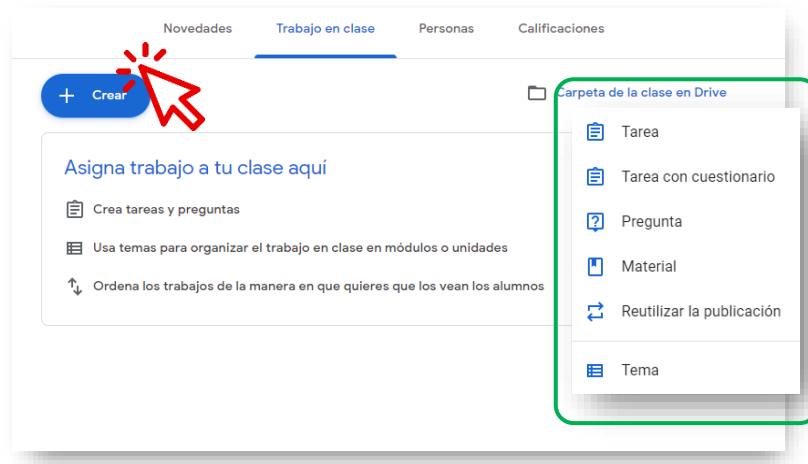 Novedades Trabajo en clase Personas Calificaciones
+ Crear
Carpeta de la clase en Drive
Asigna trabajo a tu clase aquí
Crea tareas y preguntas
Usa temas para organizar el trabajo en clase en módulos o unidades
Ordena los trabajos de la manera en que quieres que los vean los alumnos
Tarea
Tarea con cuestionario
Pregunta
Material
Reutilizar la publicación
Tema